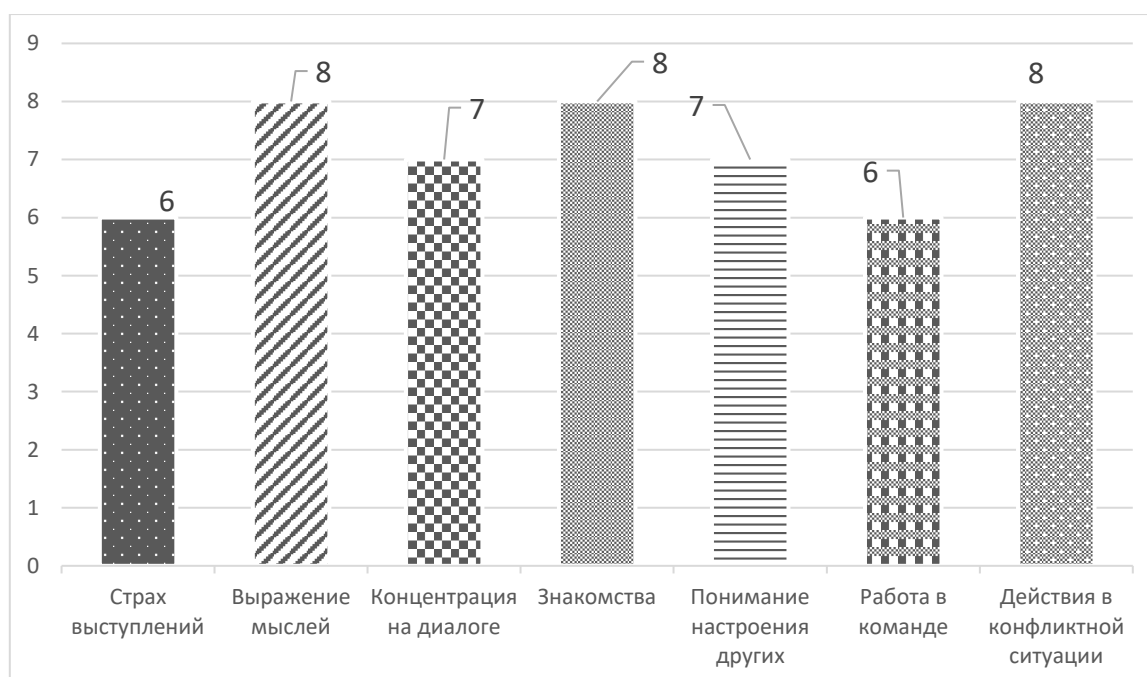 9
8
7
6
5
4
3
2
1
0
6
8
7
8
7
6
8
Страх
выступлений
Выражение
мыслей
Концентрация
на диалоге
Знакомства
Понимание
настроения
других
Работа в
команде
Действия в
конфликтной
ситуации